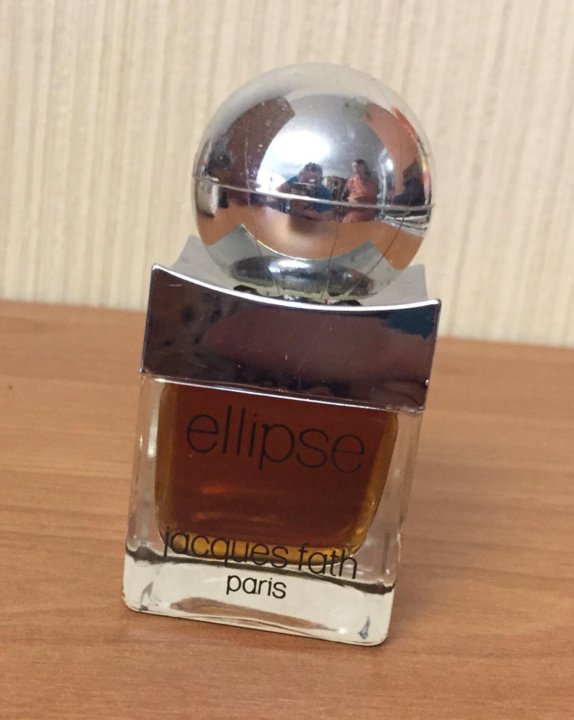 ellipse
jacques fath
paris